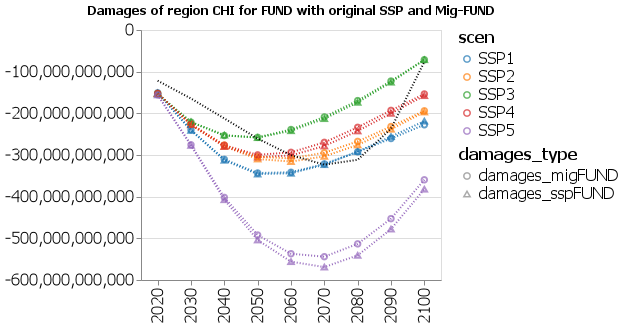 Damages of region CHI for FUND with original SSP and Mig-FUND
0
-100,000,000,000
-200,000,000,000
-300,000,000,000
-400,000,000,000
-500,000,000,000
-600,000,000,000
2020
2030
2040
2050
2060
2070
2080
2090
2100
scen
SSP1
SSP2
SSP3
SSP4
SSP5
damages_type
damages_migFUND
damages_sspFUND